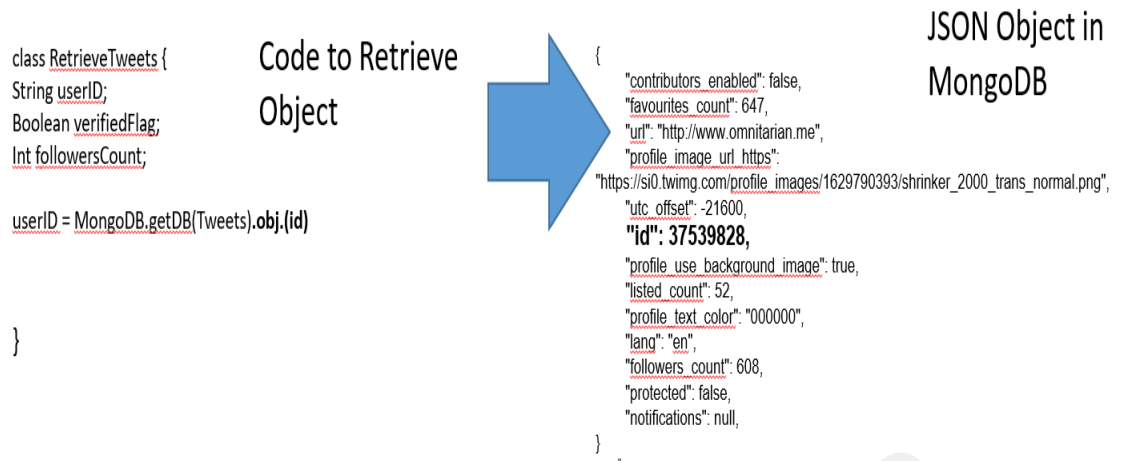 class RetrieveTweets {
String userID;
Boolean verifiedFlag;
Int followersCount;
userID = MongoDB.getDB(Tweets).obj.(id)
}
Code to Retrieve
Object
{
"contributors_enabled": false,
"favourites_count": 647,
"url": "http://www.omnitarian.me",
"profile_image_url_https":
"https://si0.twimg.com/profile_images/1629790393/shrinker_2000_trans_normal.png",
"utc_offset": -21600,
"id": 37539828,
"profile_use_background_image": true,
"listed_count": 52,
"profile_text_color": "000000",
"lang": "en",
"followers_count": 608,
"protected": false,
"notifications": null,
}
JSON Object in
MongoDB